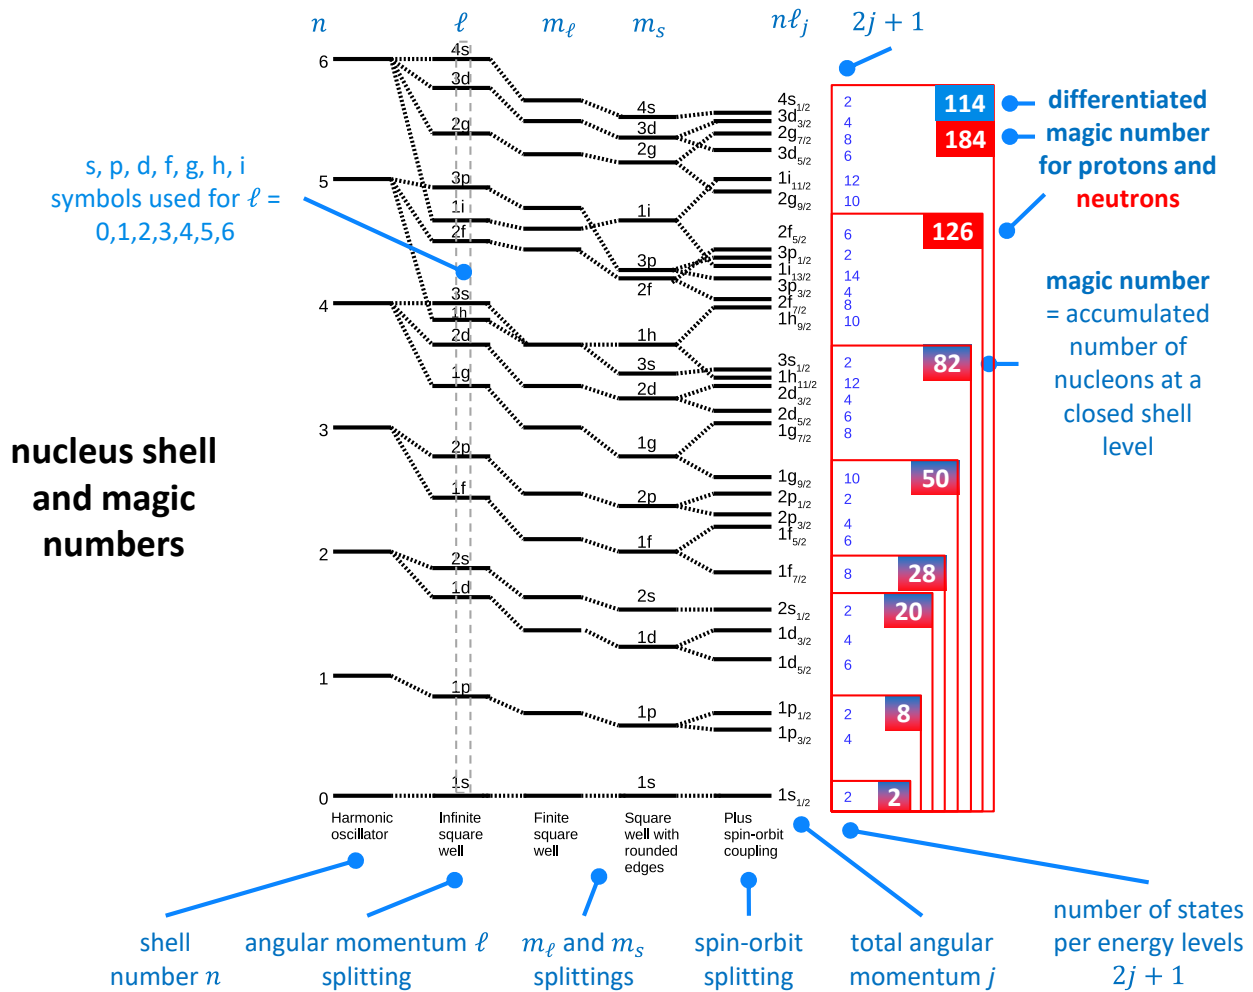 n ℓ mℓ ms nℓj 2j + 1
nucleus shell
and magic
numbers
s, p, d, f, g, h, i
symbols used for ℓ =
0,1,2,3,4,5,6
6
5
4
3
2
1
0
4s
3d
2g
3p
1i
2f
3s
1h
2d
1g
2p
1f
2s
1d
1p
1s
4s
3d
2g
1i
3p
2f
1h
3s
2d
1g
2p
1f
2s
1d
1p
1s
4s1/2
3d3/2
2g7/2
3d5/2
1i11/2
2g9/2
2f5/2
3p1/2
1i13/2
3p3/2
2f7/2
1h9/2
3s1/2
1h11/2
2d3/2
2d5/2
1g7/2
1g9/2
2p1/2
2p3/2
1f5/2
1f7/2
2s1/2
1d3/2
1d5/2
1p1/2
1p3/2
1s1/2
2
4
8
6
12
10
6
2
14
4
8
10
2
12
4
6
8
10
2
4
6
8
2
4
6
2
4
2
114
184
126
82
50
28
20
8
2
differentiated
magic number
for protons and
neutrons
magic number
= accumulated
number of
nucleons at a
closed shell
level
Harmonic
oscillator
Infinite
square
well
Finite
square
well
Square
well with
rounded
edges
Plus
spin-orbit
coupling
shell
number n
angular momentum ℓ
splitting
mℓ and ms
splittings
spin-orbit
splitting
total angular
momentum j
number of states
per energy levels
2j + 1